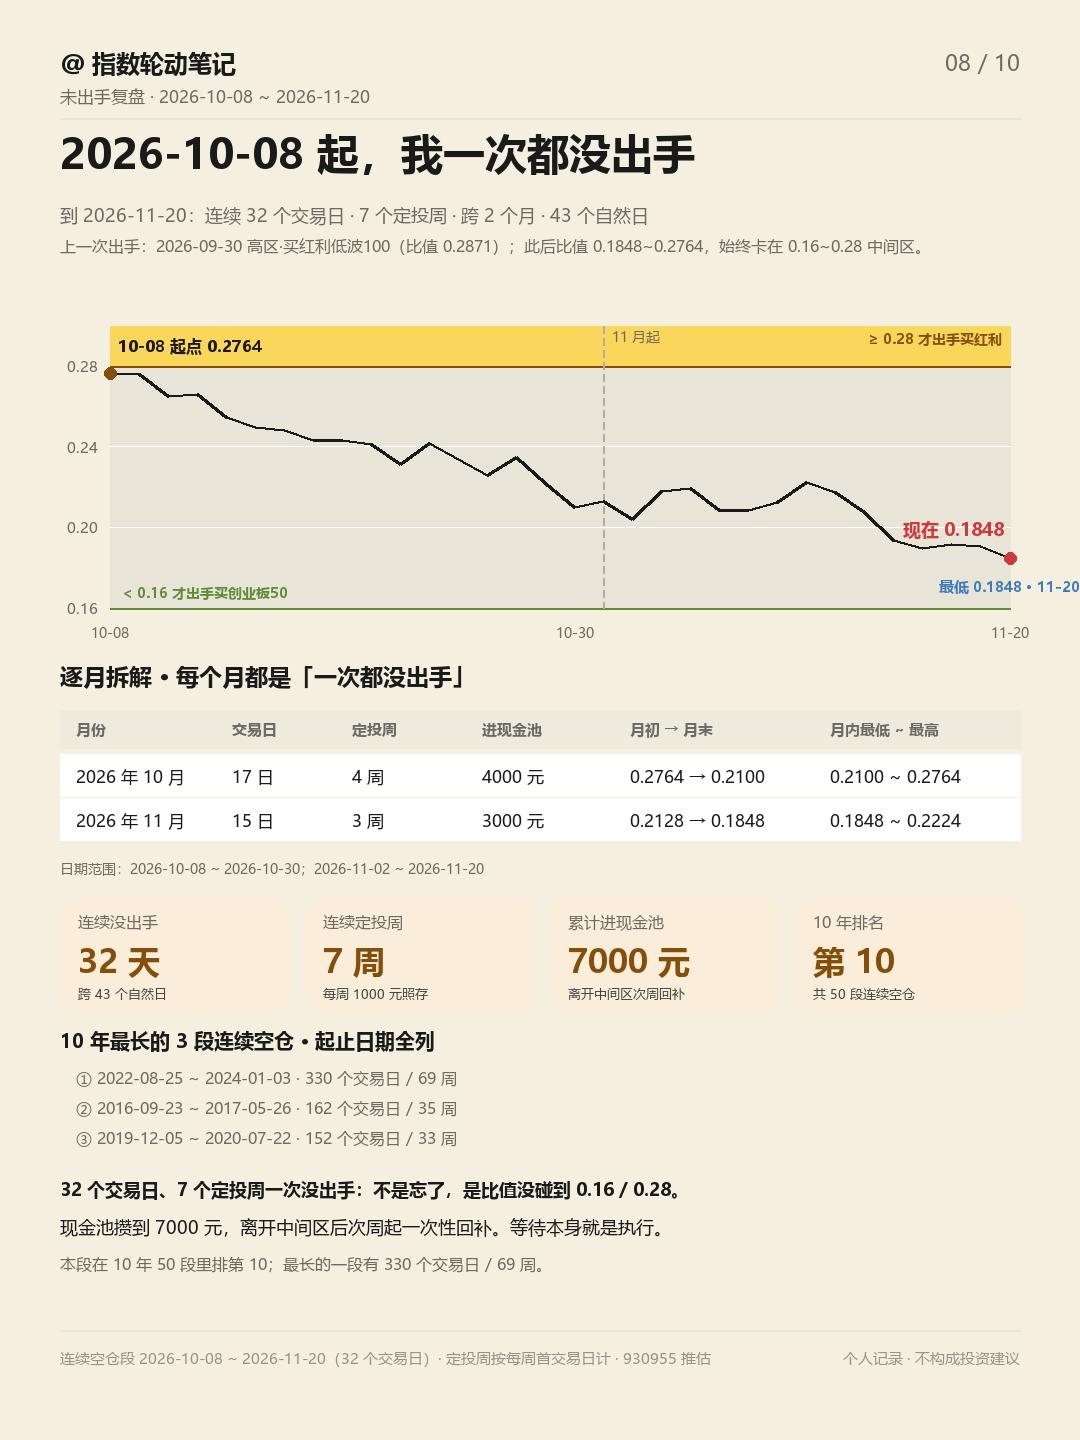 @ 指数轮动笔记
08 / 10
未出手复盘 · 2026-10-08 ~ 2026-11-20
2026-10-08 起，我一次都没出手
到 2026-11-20：连续 32 个交易日 · 7 个定投周 · 跨 2 个月 · 43 个自然日
上一次出手：2026-09-30 高区·买红利低波100（比值 0.2871）；此后比值 0.1848~0.2764，始终卡在 0.16~0.28 中间区。
10-08 起点 0.2764
11 月起
≥ 0.28 才出手买红利
0.28
0.24
0.20
现在 0.1848
最低 0.1848 • 11-20
< 0.16 才出手买创业板50
0.16
10-08
10-30
11-20
逐月拆解 • 每个月都是「一次都没出手」
月份 交易日 定投周 进现金池 月初 → 月末 月内最低 ~ 最高
2026 年 10 月 17 日 4 周 4000 元 0.2764 → 0.2100 0.2100 ~ 0.2764
2026 年 11 月 15 日 3 周 3000 元 0.2128 → 0.1848 0.1848 ~ 0.2224
日期范围：2026-10-08 ~ 2026-10-30；2026-11-02 ~ 2026-11-20
连续没出手
32 天
跨 43 个自然日
连续定投周
7 周
每周 1000 元照存
累计进现金池
7000 元
离开中间区次周回补
10 年排名
第 10
共 50 段连续空仓
10 年最长的 3 段连续空仓 • 起止日期全列
① 2022-08-25 ~ 2024-01-03 · 330 个交易日 / 69 周
② 2016-09-23 ~ 2017-05-26 · 162 个交易日 / 35 周
③ 2019-12-05 ~ 2020-07-22 · 152 个交易日 / 33 周
32 个交易日、7 个定投周一次没出手：不是忘了，是比值没碰到 0.16 / 0.28。
现金池攒到 7000 元，离开中间区后次周起一次性回补。等待本身就是执行。
本段在 10 年 50 段里排第 10；最长的一段有 330 个交易日 / 69 周。
连续空仓段 2026-10-08 ~ 2026-11-20（32 个交易日）· 定投周按每周首交易日计 · 930955 推估
个人记录 · 不构成投资建议